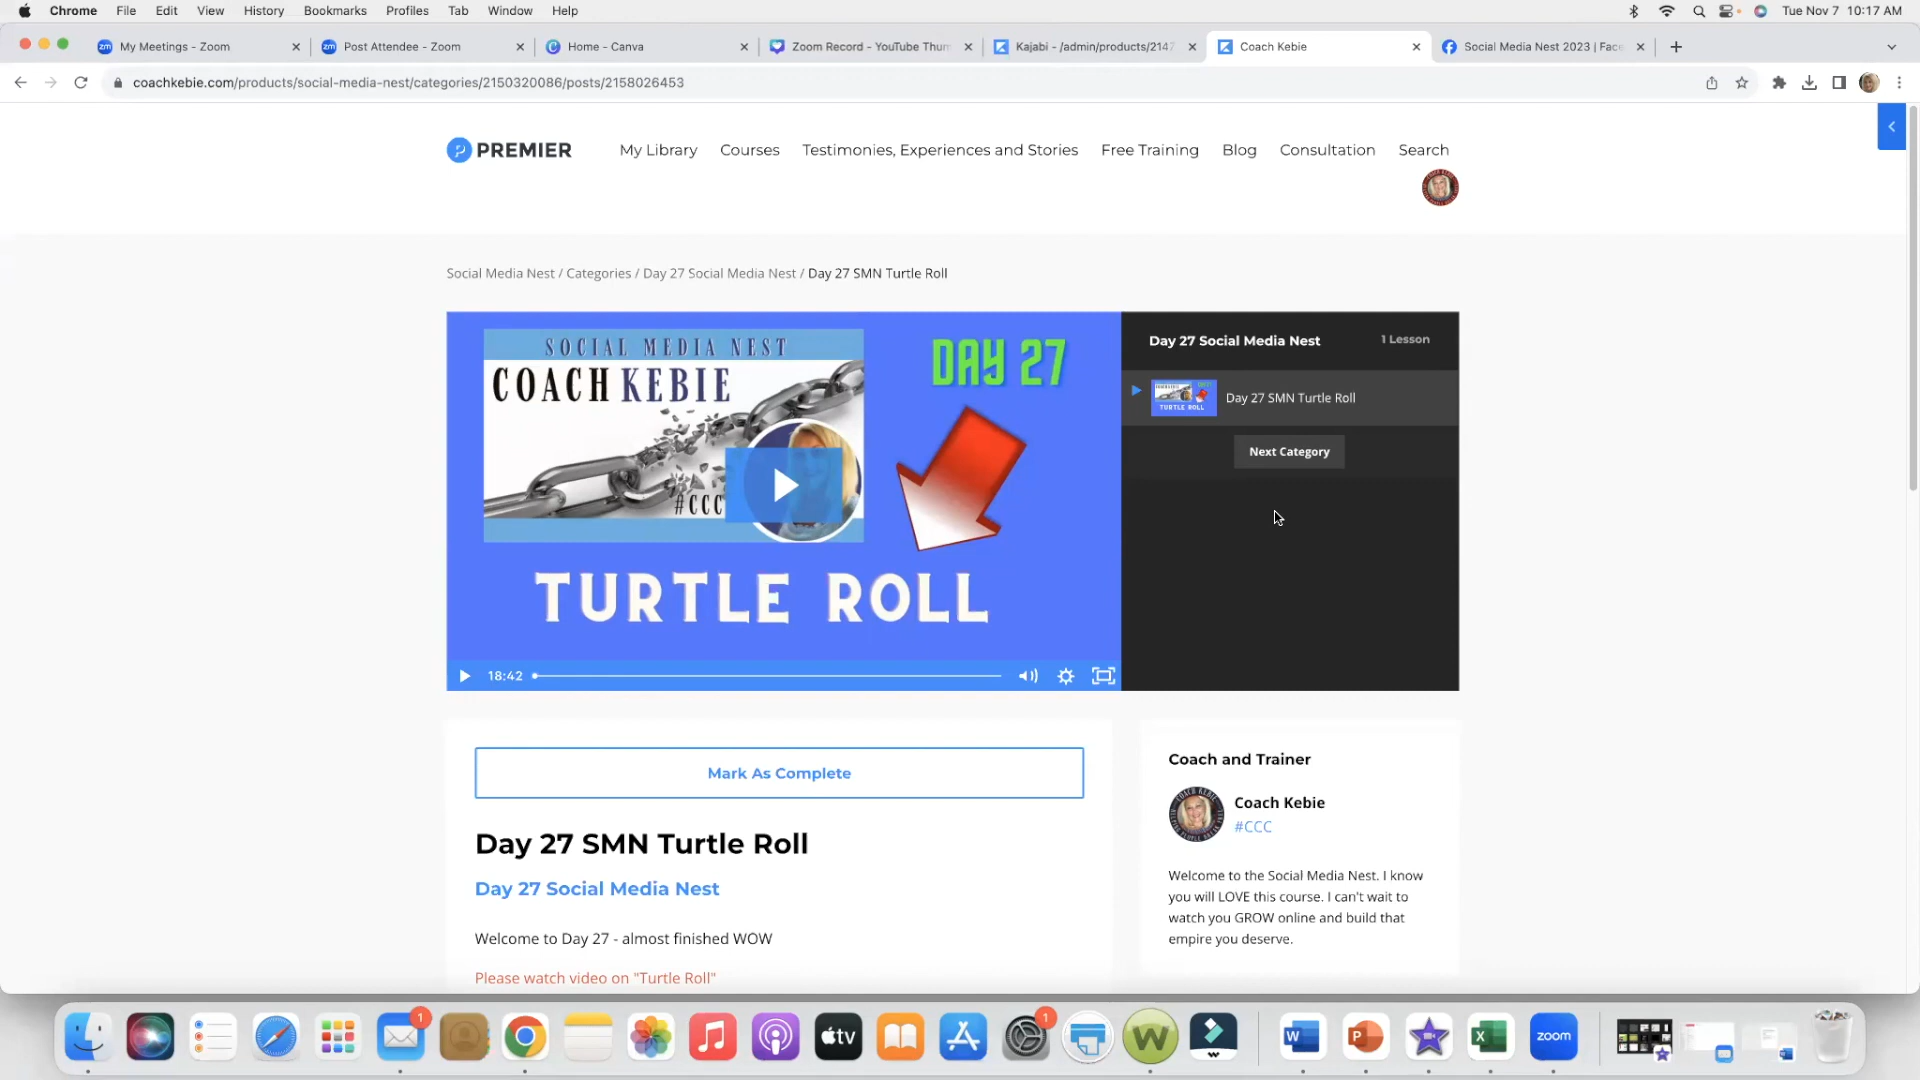 Chrome File Edit View History Bookmarks Profiles Tab Window Help Tue Nov 7 10:17 AM
My Meetings - Zoom Post Attendee - Zoom Home - Canva Zoom Record - YouTube Thum Kajabi - /admin/products/2147 Coach Kebie Social Media Nest 2023 | Face
coachkebie.com/products/social-media-nest/categories/2150320086/posts/2158026453
PREMIER My Library Courses Testimonies, Experiences and Stories Free Training Blog Consultation Search
Social Media Nest / Categories / Day 27 Social Media Nest / Day 27 SMN Turtle Roll
SOCIAL MEDIA NEST
COACH KEBIE
#CCC
DAY 27
TURTLE ROLL
18:42
Day 27 Social Media Nest 1 Lesson
TURTLE ROLL
Day 27 SMN Turtle Roll
Next Category
Mark As Complete
Day 27 SMN Turtle Roll
Day 27 Social Media Nest
Welcome to Day 27 - almost finished WOW
Please watch video on "Turtle Roll"
Coach and Trainer
Coach Kebie
#CCC
Welcome to the Social Media Nest. I know
you will LOVE this course. I can't wait to
watch you GROW online and build that
empire you deserve.
1 tv 1 W W P X zoom